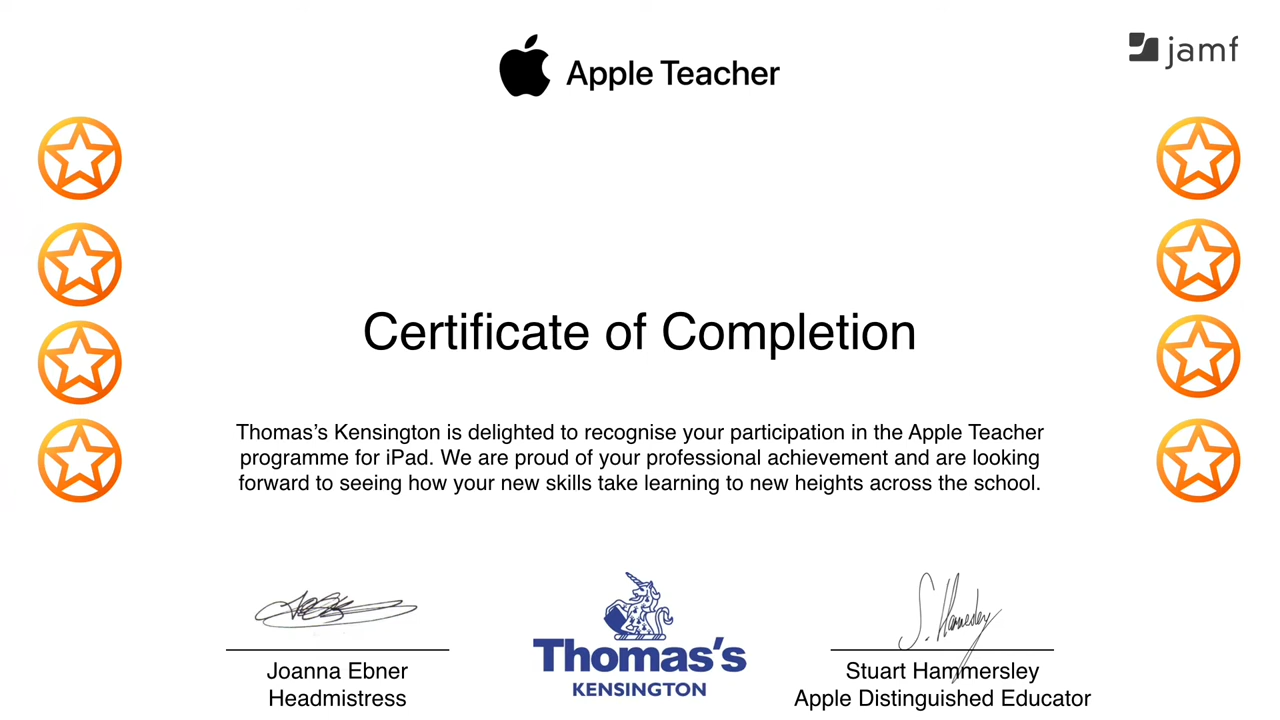 Apple Teacher
jamf
Certificate of Completion
Thomas’s Kensington is delighted to recognise your participation in the Apple Teacher
programme for iPad. We are proud of your professional achievement and are looking
forward to seeing how your new skills take learning to new heights across the school.
S. Hammersley
Joanna Ebner
Headmistress
Thomas’s
KENSINGTON
Stuart Hammersley
Apple Distinguished Educator